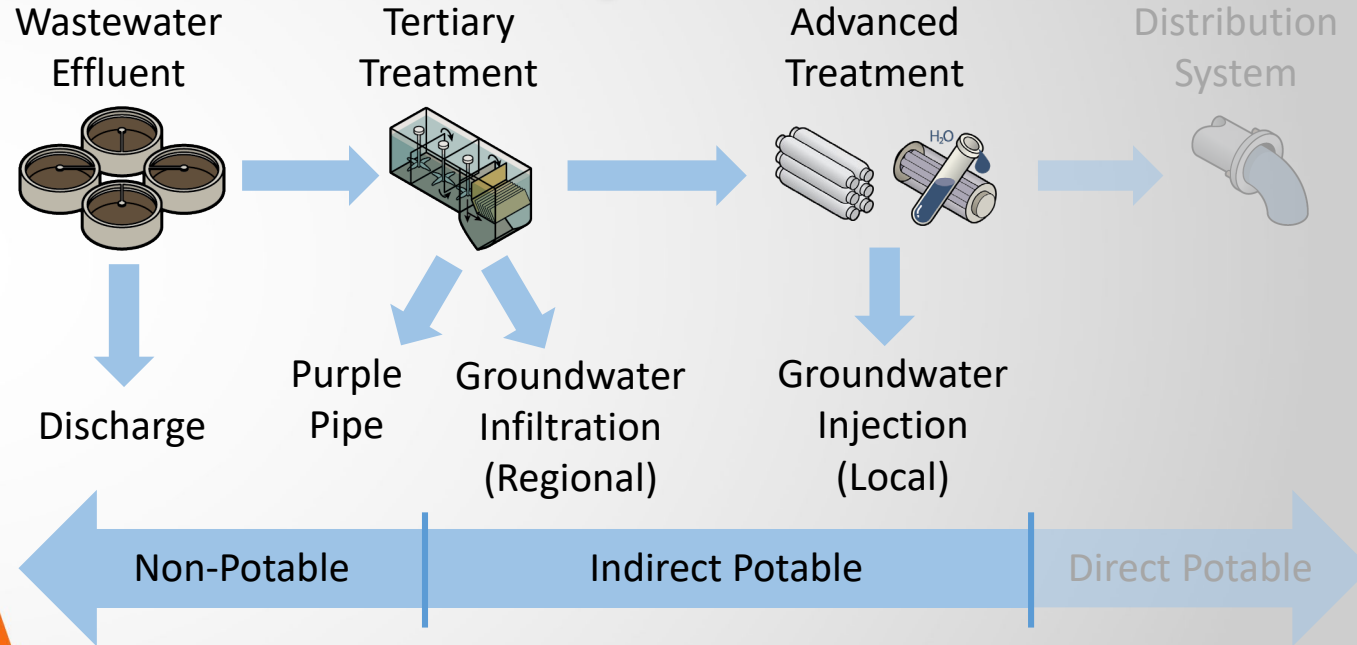 Wastewater
Effluent
Tertiary
Treatment
Advanced
Treatment
Distribution
System
H₂O
Discharge
Purple
Pipe
Groundwater
Infiltration
(Regional)
Groundwater
Injection
(Local)
Non-Potable
Indirect Potable
Direct Potable